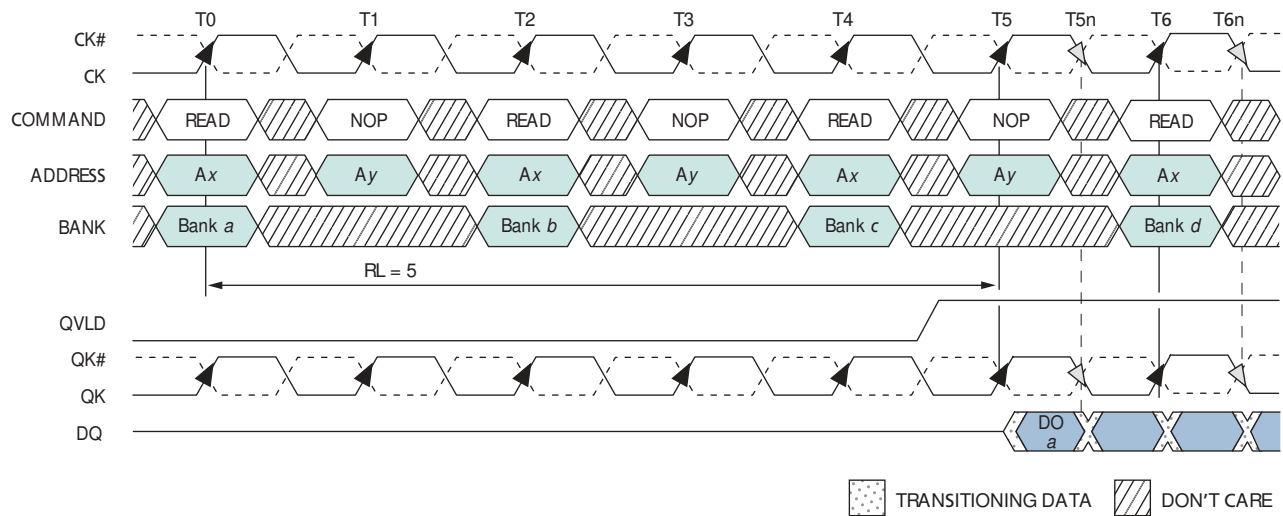 T0 T1 T2 T3 T4 T5 T5n T6 T6n
CK#
CK
COMMAND READ NOP READ NOP READ NOP READ
ADDRESS Ax Ay Ax Ay Ax Ay Ax
BANK Bank a Bank b Bank c Bank d
RL = 5
QVLD
QK#
QK
DQ DO
a
TRANSITIONING DATA DON'T CARE